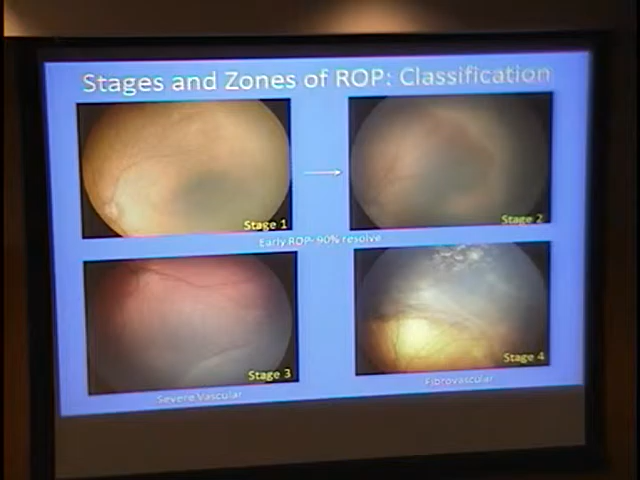 Stages and Zones of ROP: Classification
Stage 1
Stage 2
Early ROP- 90% resolve
Stage 3
Stage 4
Severe Vascular
Fibrovascular